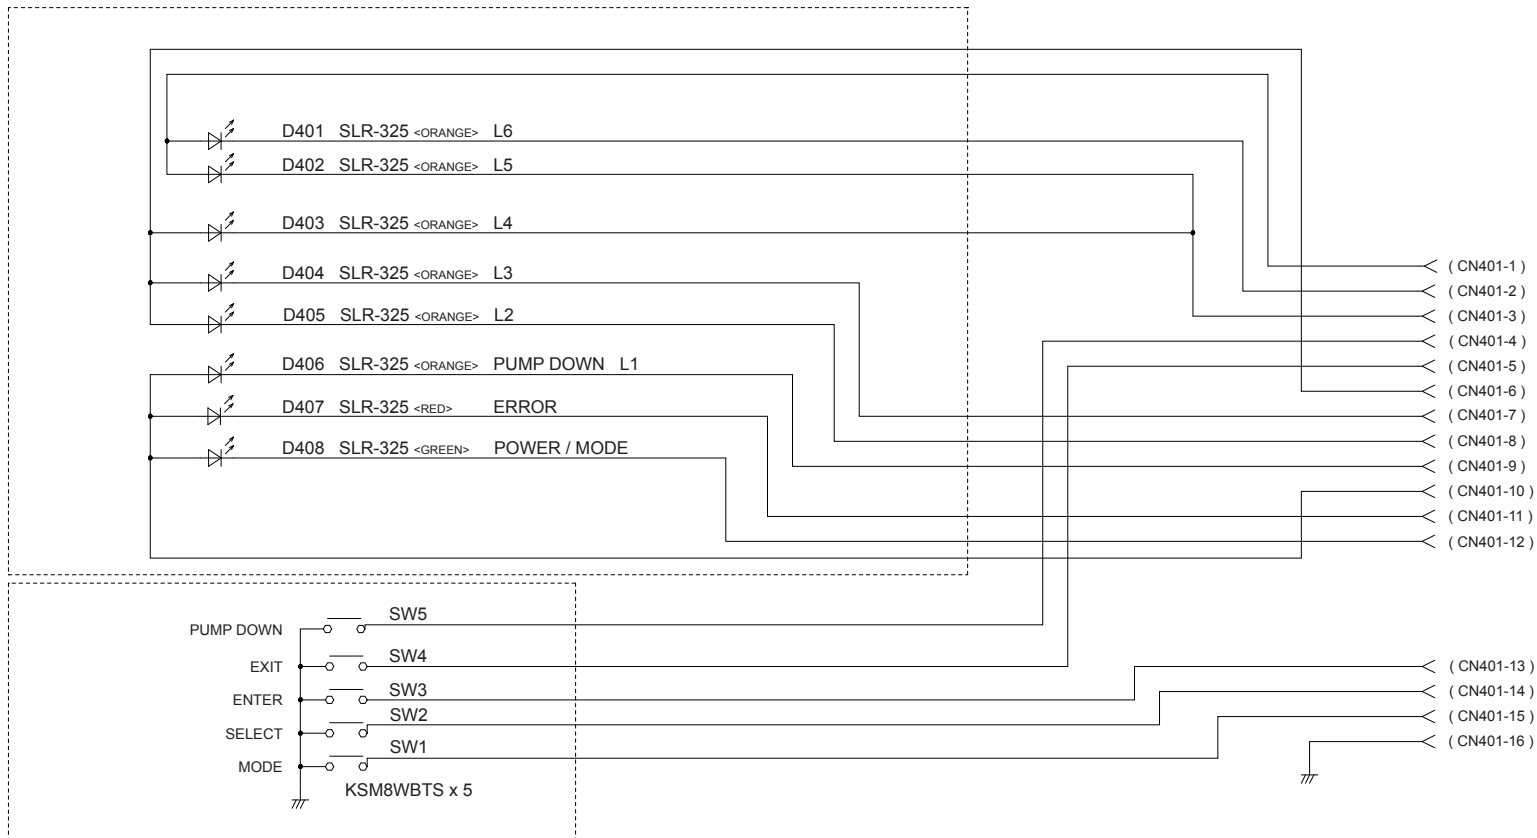 D401 SLR-325 <ORANGE> L6
D402 SLR-325 <ORANGE> L5
D403 SLR-325 <ORANGE> L4
D404 SLR-325 <ORANGE> L3
D405 SLR-325 <ORANGE> L2
D406 SLR-325 <ORANGE> PUMP DOWN L1
D407 SLR-325 <RED> ERROR
D408 SLR-325 <GREEN> POWER / MODE
( CN401-1 )
( CN401-2 )
( CN401-3 )
( CN401-4 )
( CN401-5 )
( CN401-6 )
( CN401-7 )
( CN401-8 )
( CN401-9 )
( CN401-10 )
( CN401-11 )
( CN401-12 )
PUMP DOWN SW5
EXIT SW4
ENTER SW3
SELECT SW2
MODE SW1
KSM8WBTS x 5
( CN401-13 )
( CN401-14 )
( CN401-15 )
( CN401-16 )